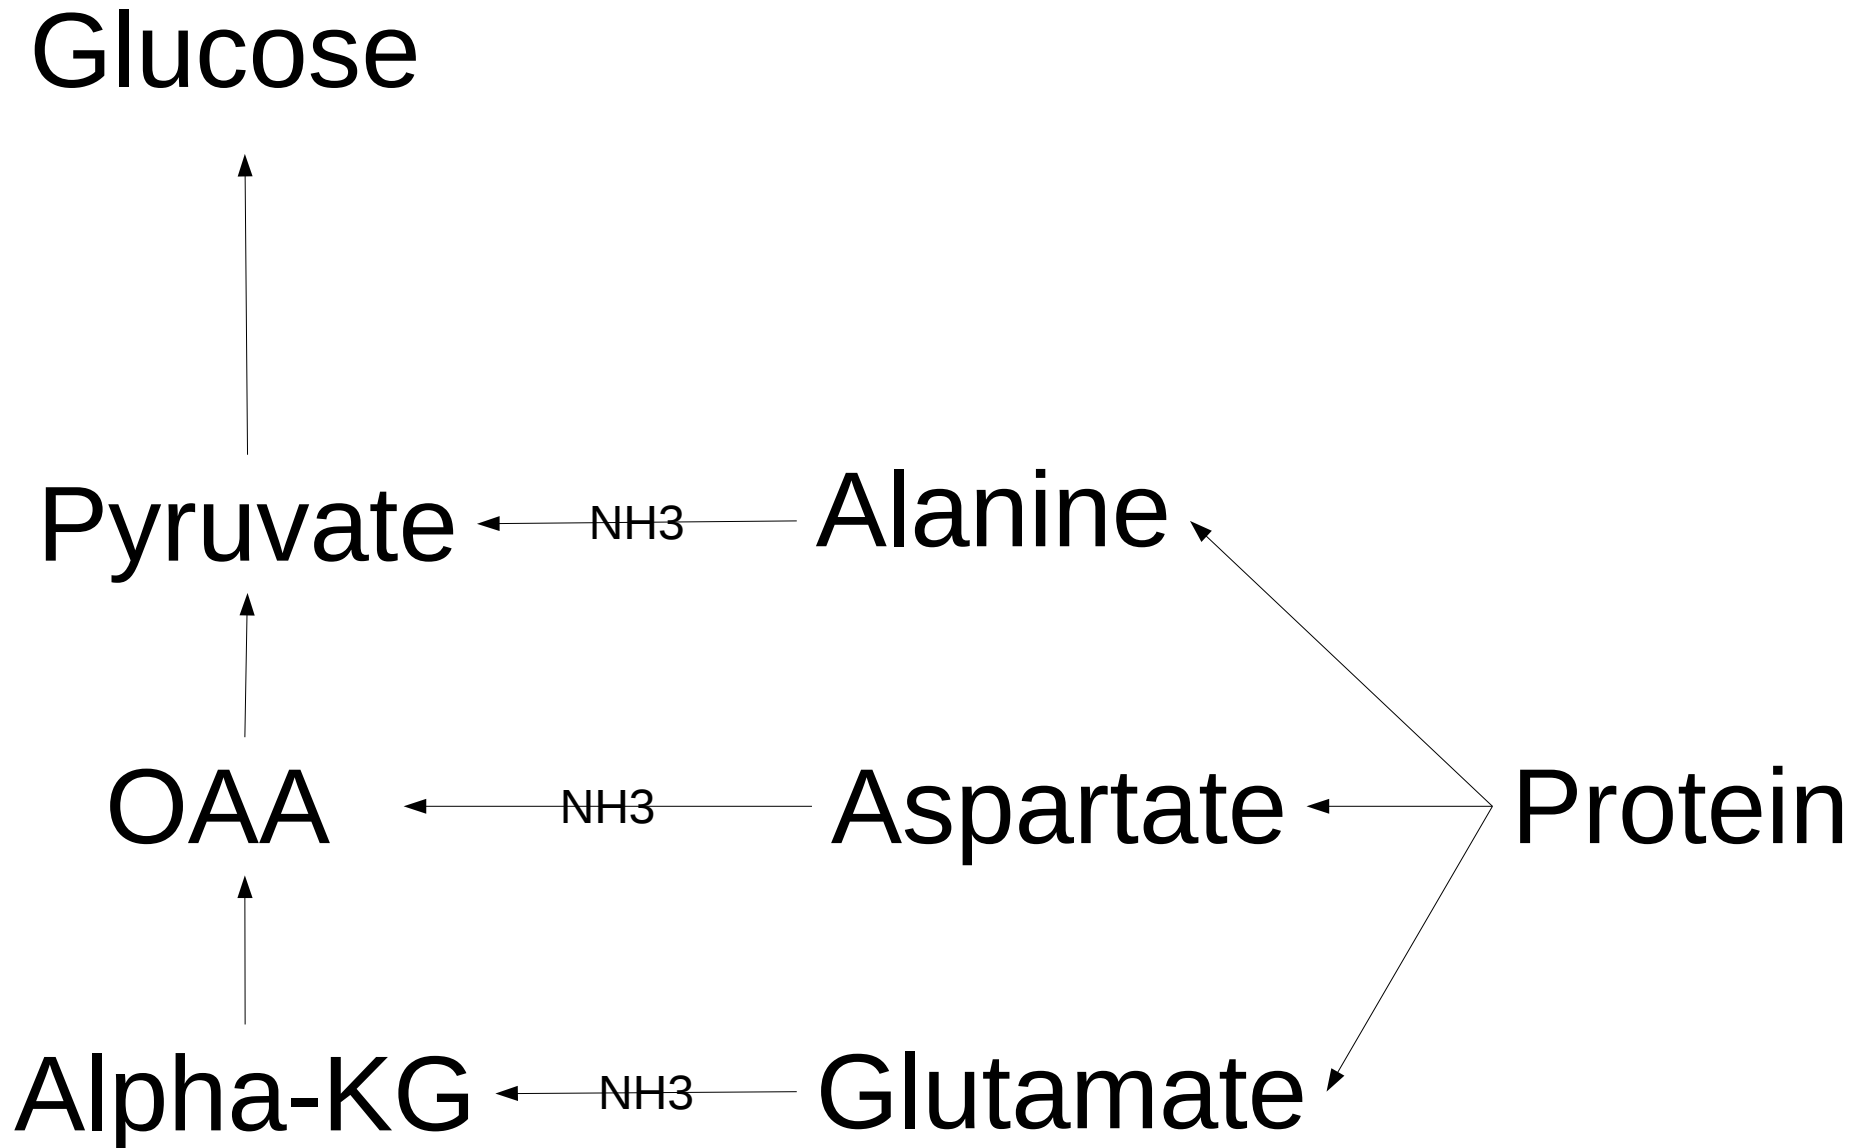 Glucose
Pyruvate
NH3
Alanine
OAA
NH3
Aspartate
Protein
Alpha-KG
NH3
Glutamate